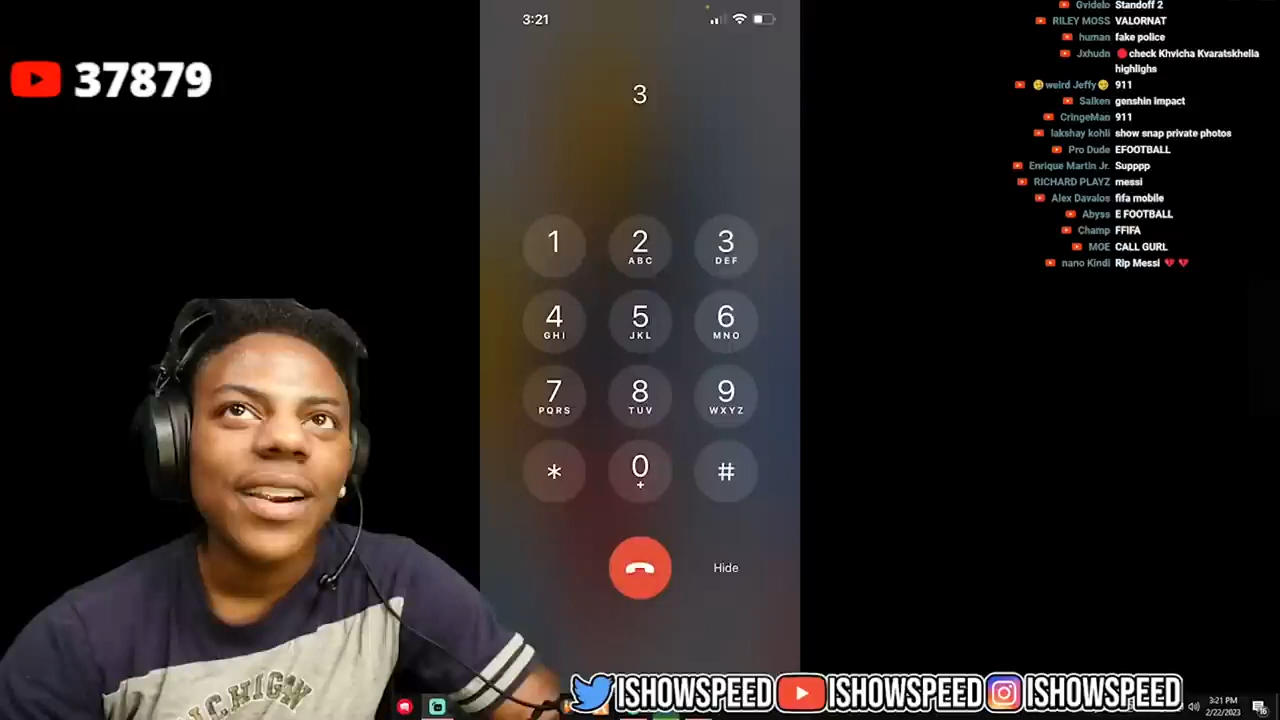 37879
3:21
3
1
2
ABC
3
DEF
4
GHI
5
JKL
6
MNO
7
PQRS
8
TUV
9
WXYZ
*
0
+
#
Hide
Gvidelo Standoff 2
RILEY MOSS VALORNAT
human fake police
Jxhudn 🔴check Khvicha Kvaratskhelia
highlighs
🤨weird Jeffy🤨 911
Salken genshin impact
CringeMan 911
lakshay kohli show snap private photos
Pro Dude EFOOTBALL
Enrique Martin Jr. Supppp
RICHARD PLAYZ messi
Alex Davalos fifa mobile
Abyss E FOOTBALL
Champ FFIFA
MOE CALL GURL
nano Kindi Rip Messi 💔 💔
ISHOWSPEED ISHOWSPEED ISHOWSPEED
3:21 PM
2/22/2023